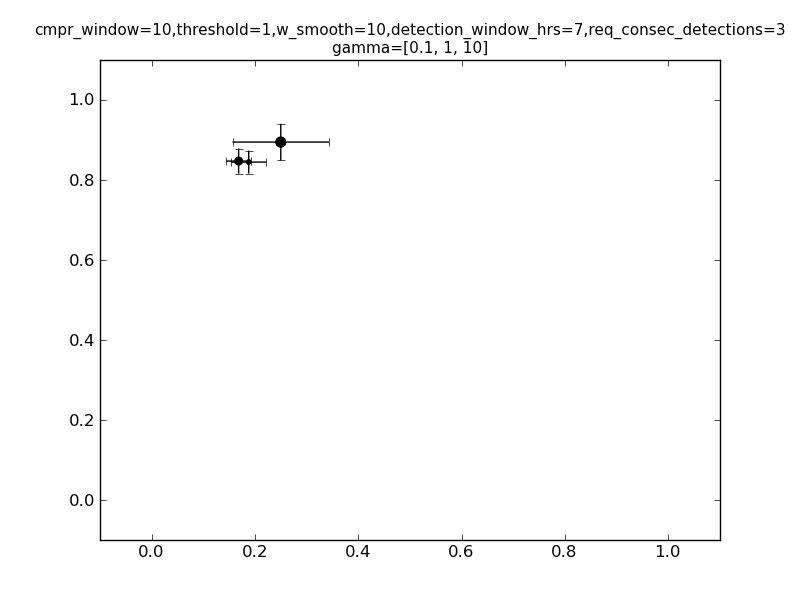 cmpr_window=10,threshold=1,w_smooth=10,detection_window_hrs=7,req_consec_detections=3
gamma=[0.1, 1, 10]
1.0
0.8
0.6
0.4
0.2
0.0
0.0 0.2 0.4 0.6 0.8 1.0